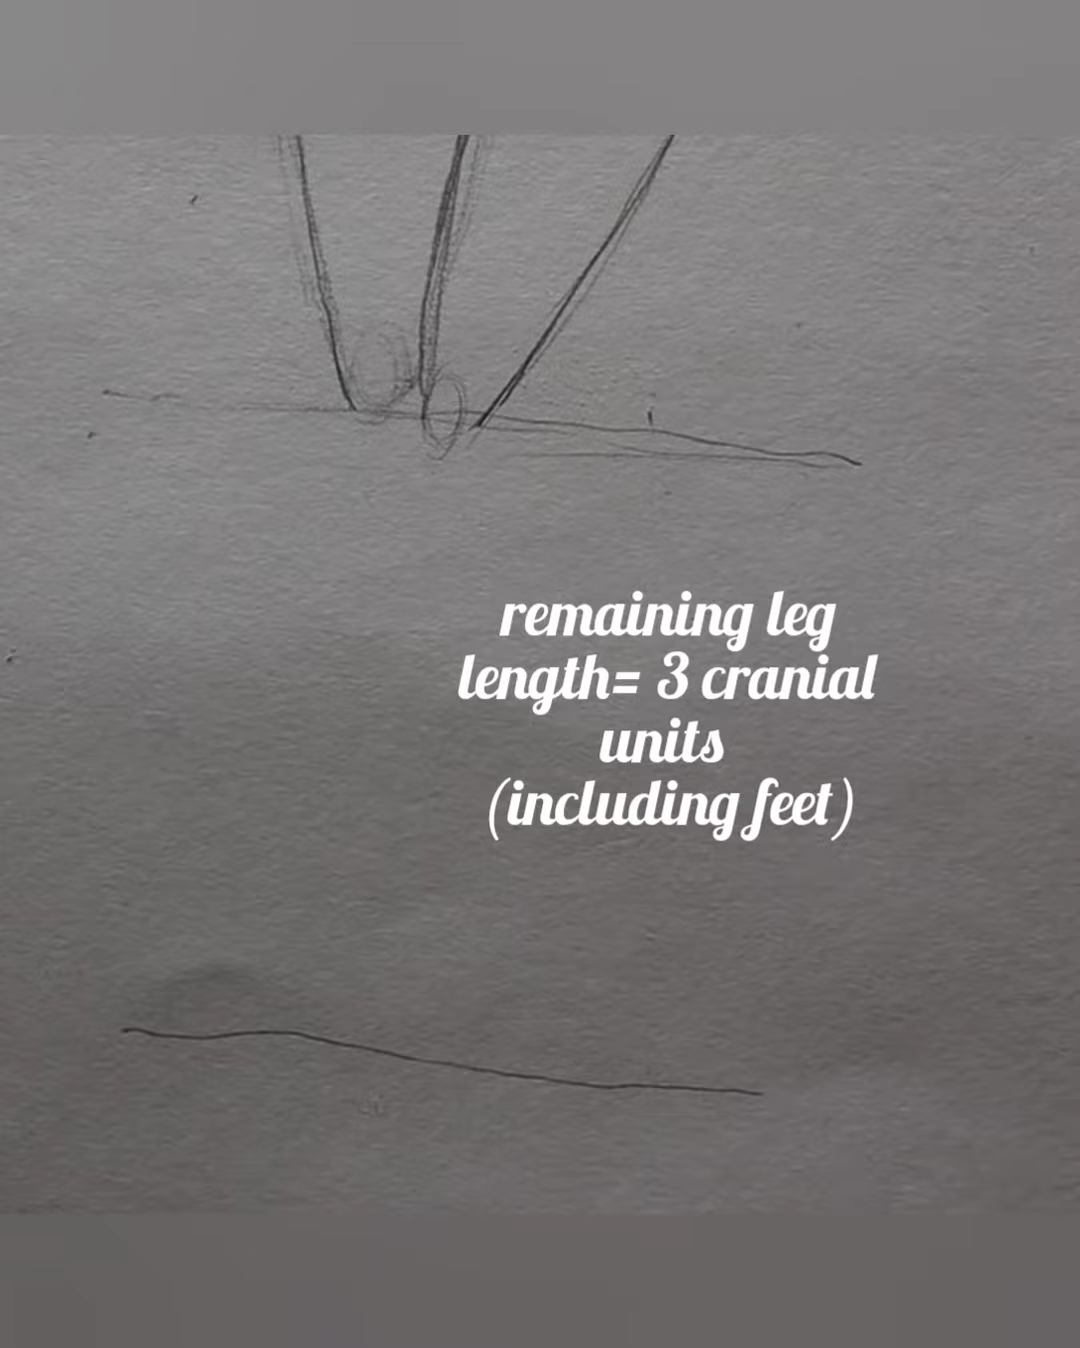 remaining leg
length= 3 cranial
units
(including feet)